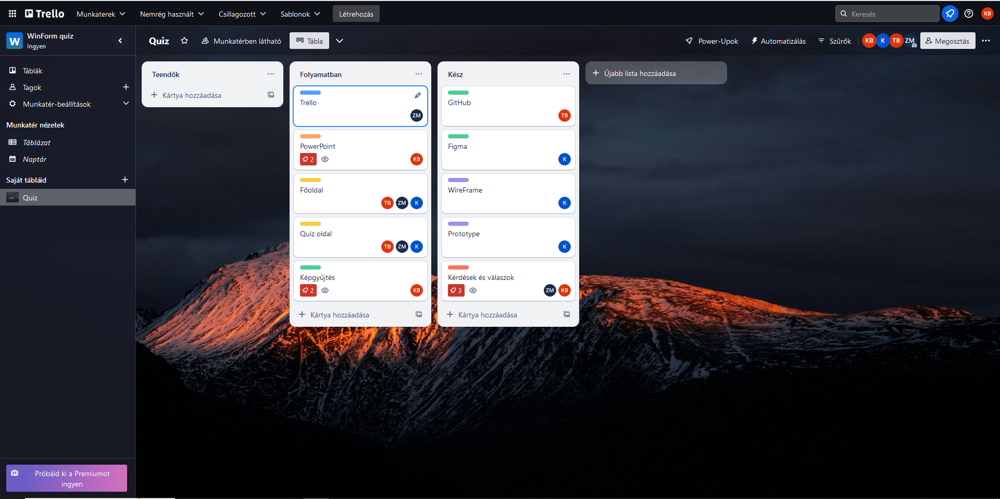 Trello
Munkaterek
Nemrég használt
Csillagozott
Sablonok
Létrehozás
Keresés
KB
W
WinForm quiz
Ingyen
Quiz
Munkatérben látható
Tábla
Power-Upok
Automatizálás
Szűrők
KB
K
TB
ZM
Megosztás
Táblák
Tagok
Munkatér-beállítások
Munkatér nézetek
Táblázat
Naptár
Saját tábláid
Quiz
Próbáld ki a Premiumot
ingyen
Teendők
Kártya hozzáadása
Folyamatban
Trello
ZM
PowerPoint
2
KB
Főoldal
TB ZM K
Quiz oldal
TB ZM K
Képgyűjtés
2
KB
Kártya hozzáadása
Kész
GitHub
TB
Figma
K
WireFrame
K
Prototype
K
Kérdések és válaszok
3
ZM KB
Kártya hozzáadása
Újabb lista hozzáadása